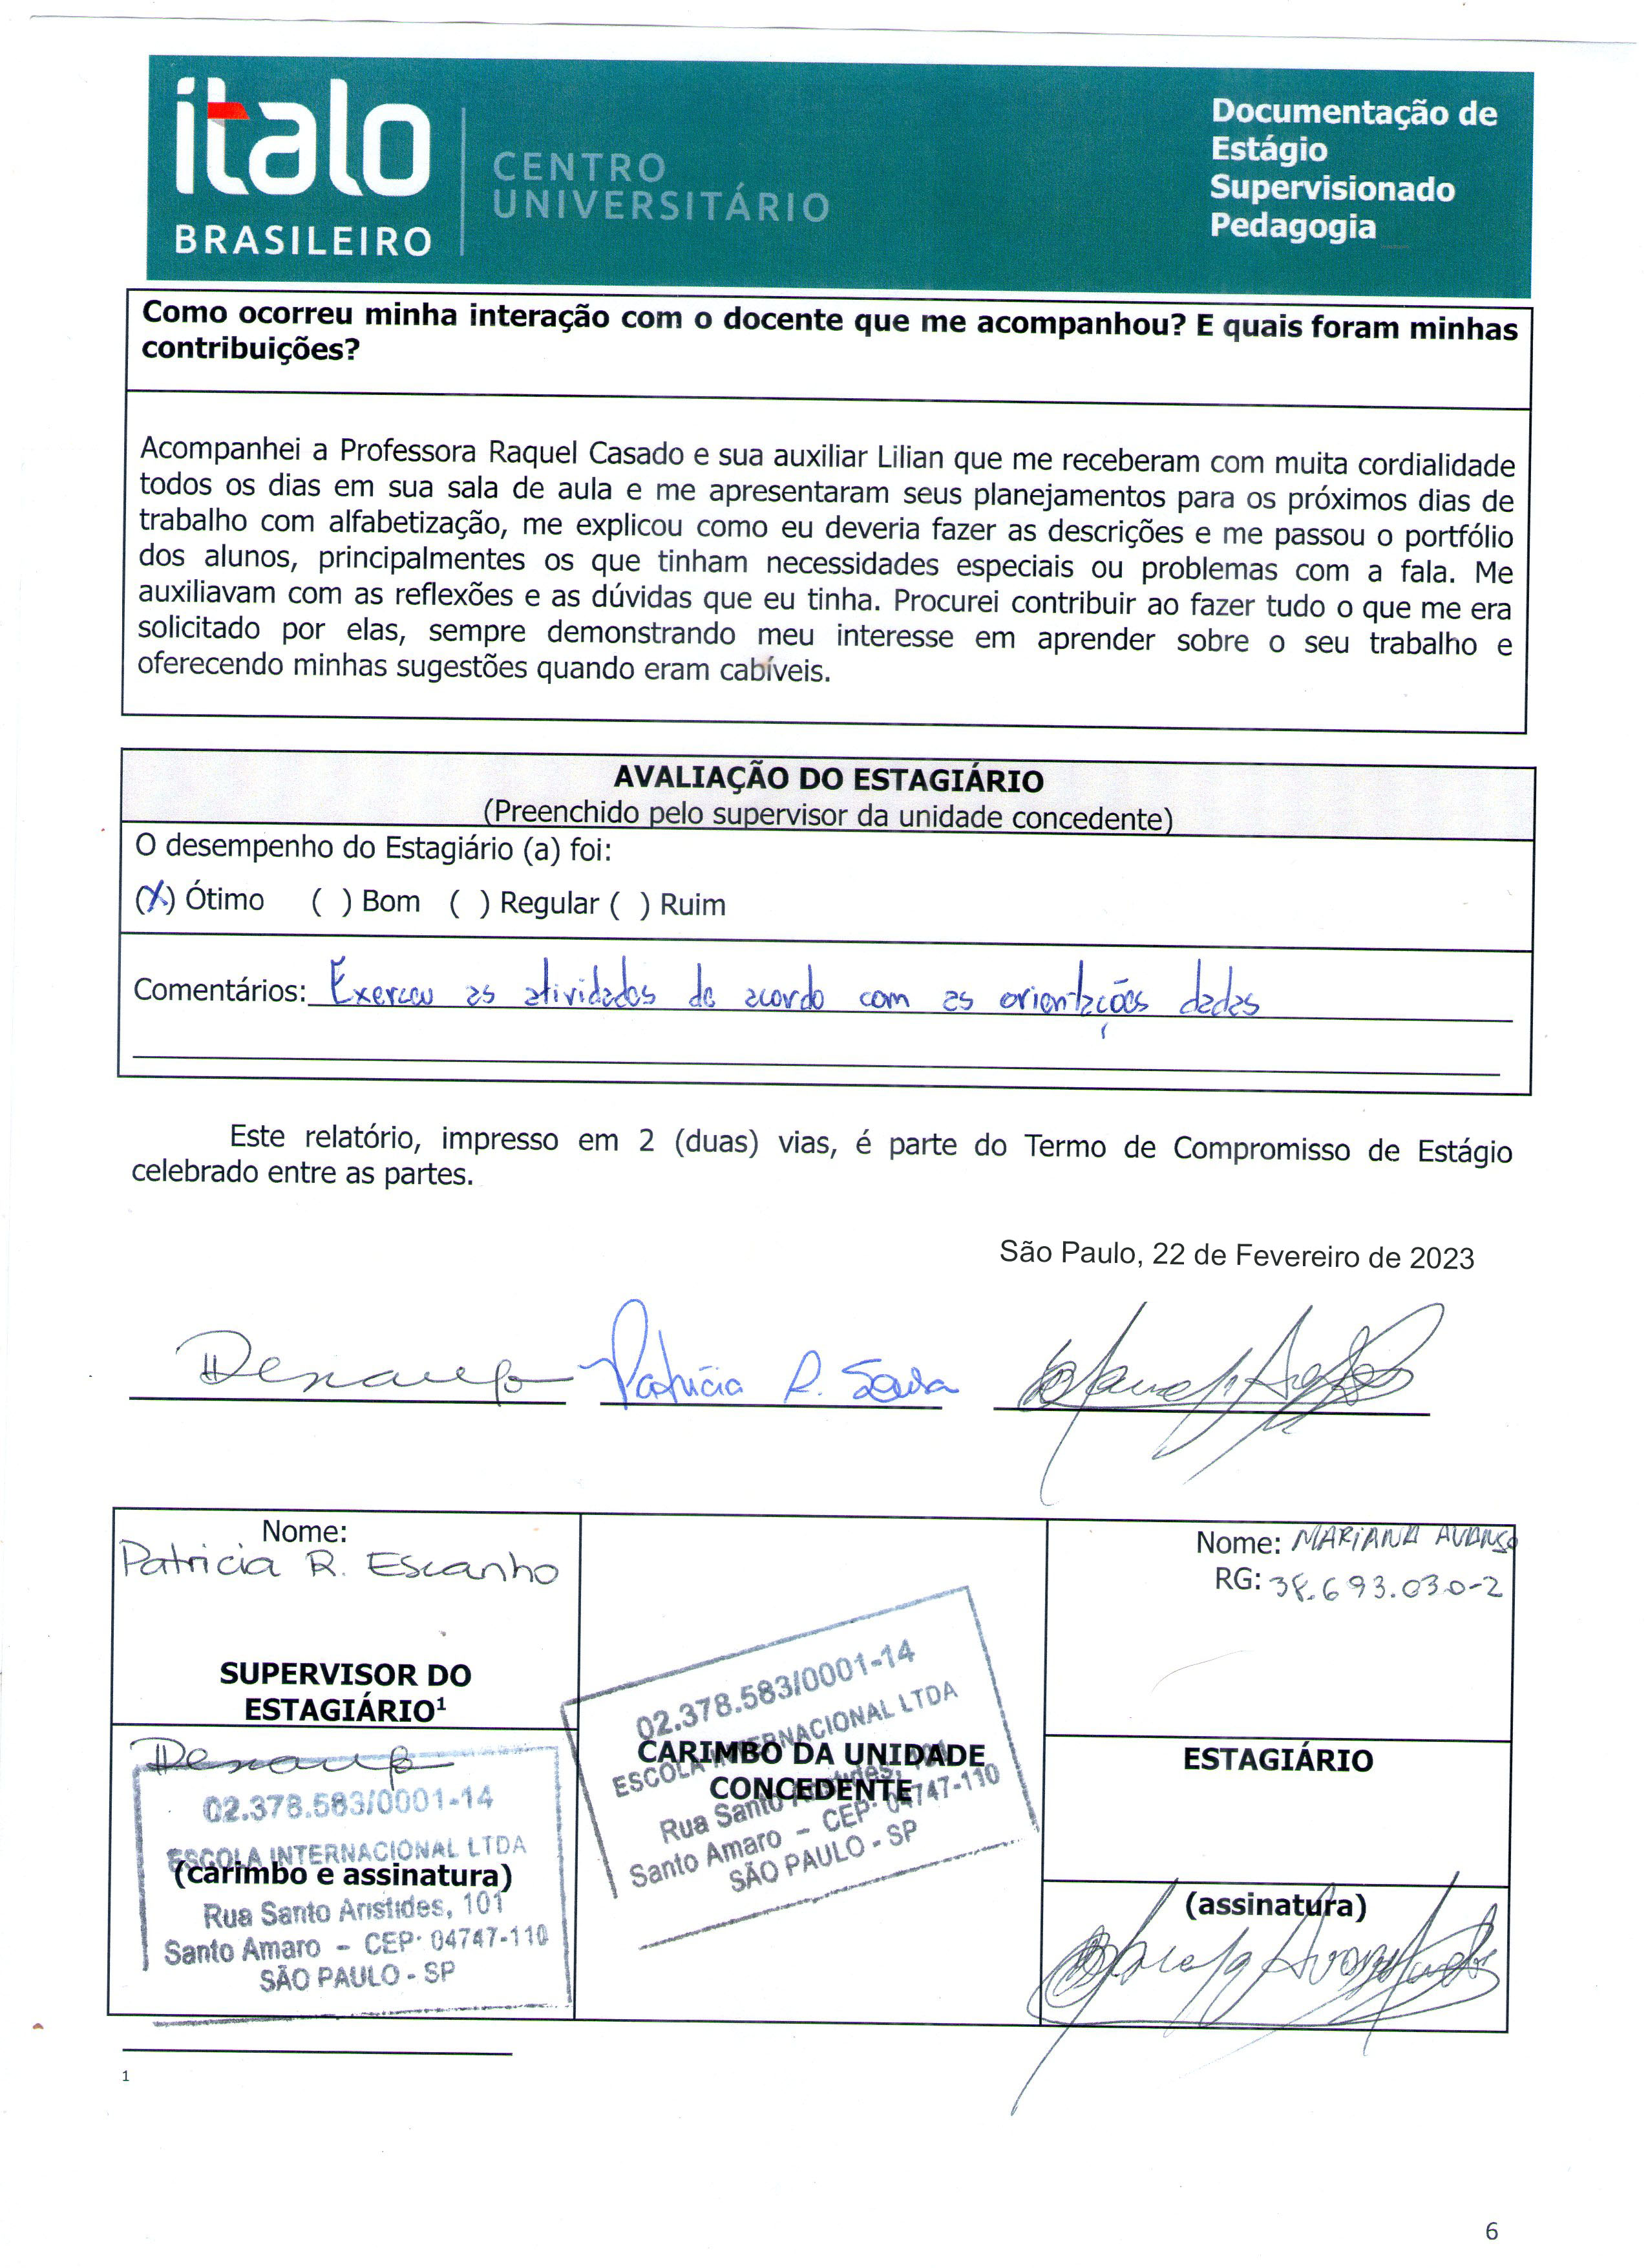 ítalo
BRASILEIRO
CENTRO
UNIVERSITÁRIO
Documentação de
Estágio
Supervisionado
Pedagogia
Como ocorreu minha interação com o docente que me acompanhou? E quais foram minhas
contribuições?
Acompanhei a Professora Raquel Casado e sua auxiliar Lilian que me receberam com muita cordialidade
todos os dias em sua sala de aula e me apresentaram seus planejamentos para os próximos dias de
trabalho com alfabetização, me explicou como eu deveria fazer as descrições e me passou o portfólio
dos alunos, principalmentes os que tinham necessidades especiais ou problemas com a fala. Me
auxiliavam com as reflexões e as dúvidas que eu tinha. Procurei contribuir ao fazer tudo o que me era
solicitado por elas, sempre demonstrando meu interesse em aprender sobre o seu trabalho e
oferecendo minhas sugestões quando eram cabíveis.
AVALIAÇÃO DO ESTAGIÁRIO
(Preenchido pelo supervisor da unidade concedente)
O desempenho do Estagiário (a) foi:
(X) Ótimo ( ) Bom ( ) Regular ( ) Ruim
Comentários: Exerceu as atividades de acordo com as orientações dadas
Este relatório, impresso em 2 (duas) vias, é parte do Termo de Compromisso de Estágio
celebrado entre as partes.
São Paulo, 22 de Fevereiro de 2023
Patrícia R. Souza
Nome:
Patricia R. Escanho
SUPERVISOR DO
ESTAGIÁRIO¹
02.378.583/0001-14
ESCOLA INTERNACIONAL LTDA
(carimbo e assinatura)
Rua Santo Aristides, 101
Santo Amaro - CEP: 04747-110
SÃO PAULO - SP
02.378.583/0001-14
ESCOLA INTERNACIONAL LTDA
CARIMBO DA UNIDADE
CONCEDENTE
Rua Santo Aristides, 101
Santo Amaro - CEP: 04747-110
SÃO PAULO - SP
Nome: MARIANA AVANSO
RG: 38.693.030-2
ESTAGIÁRIO
(assinatura)
1
6